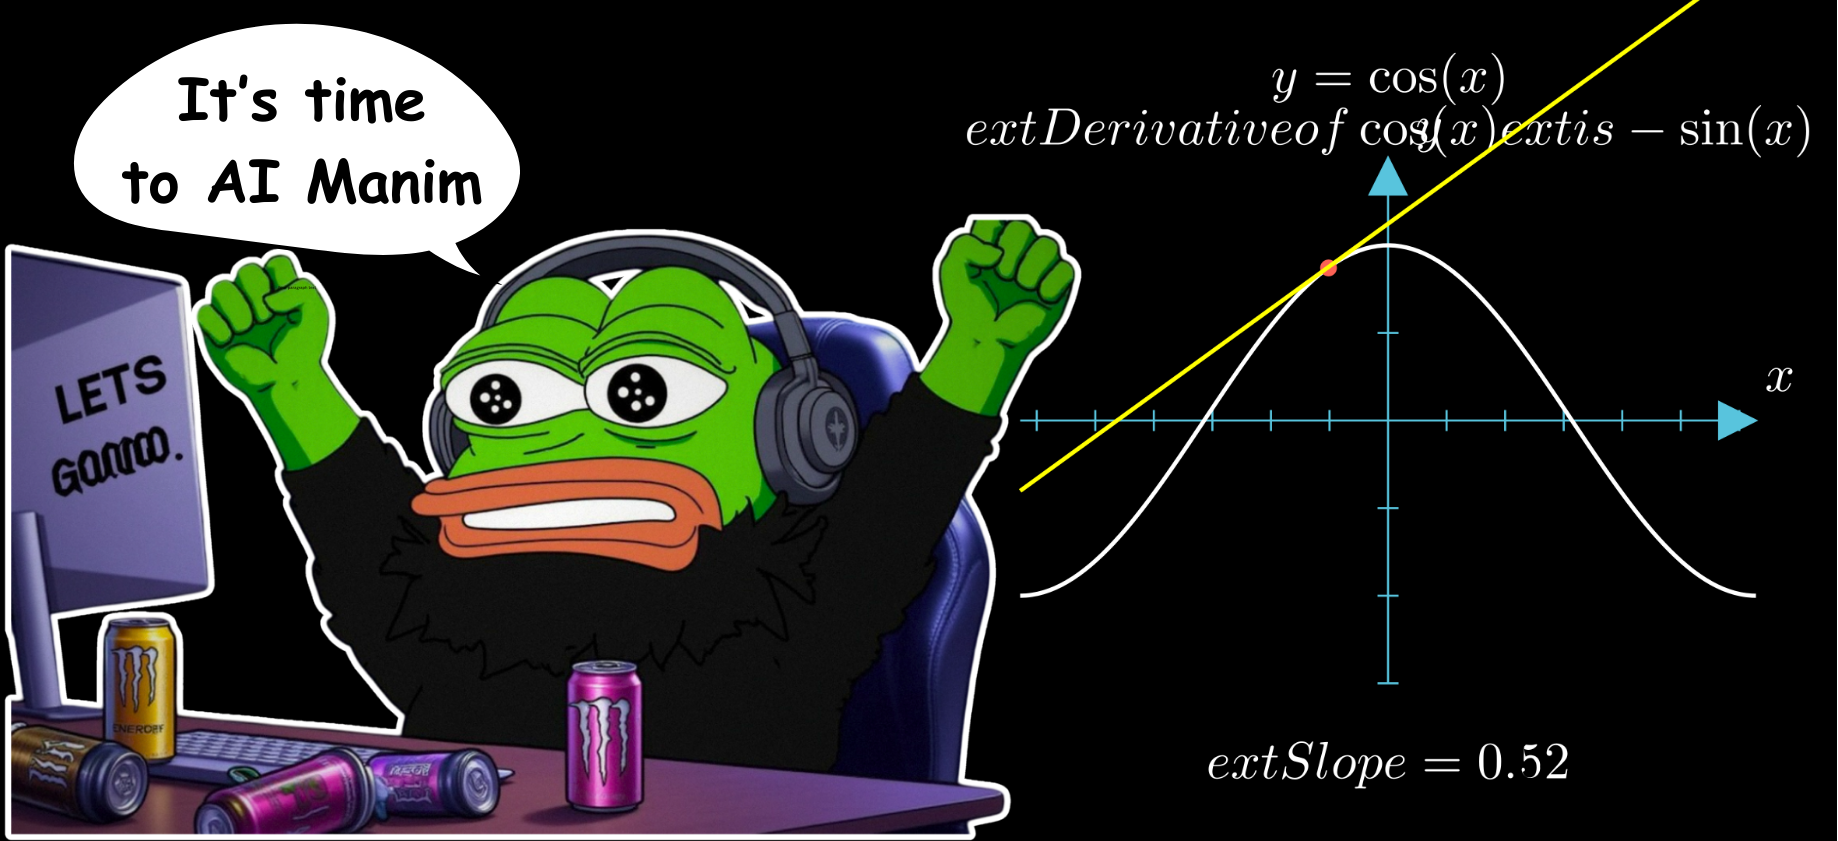 It's time
to AI Manim
LETS
y = cos(x)
extDerivativeof cos(x)extis − sin(x)
y
x
extSlope = 0.52